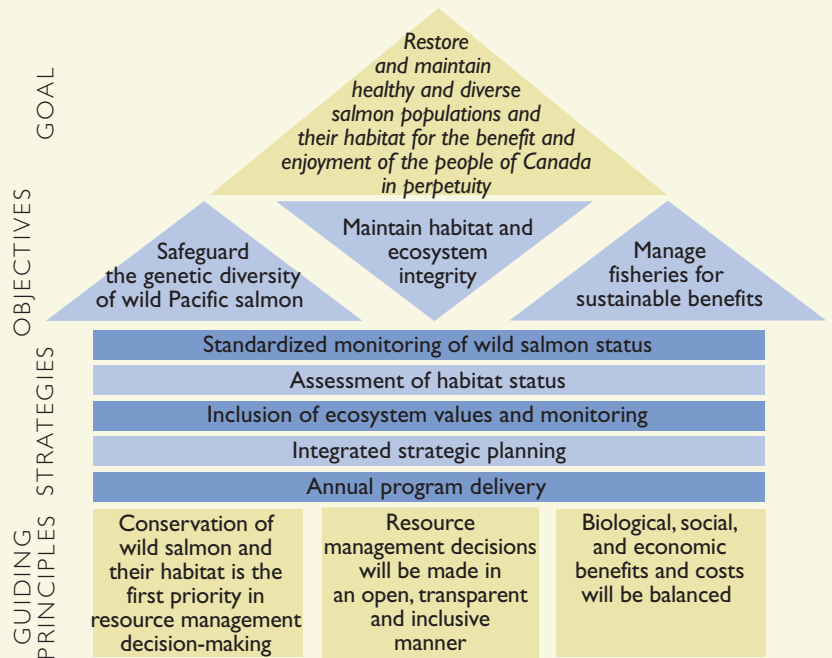 GOAL
Restore
and maintain
healthy and diverse
salmon populations and
their habitat for the benefit and
enjoyment of the people of Canada
in perpetuity
OBJECTIVES
Safeguard
the genetic diversity
of wild Pacific salmon
Maintain habitat and
ecosystem
integrity
Manage
fisheries for
sustainable benefits
STRATEGIES
Standardized monitoring of wild salmon status
Assessment of habitat status
Inclusion of ecosystem values and monitoring
Integrated strategic planning
Annual program delivery
GUIDING
PRINCIPLES
Conservation of
wild salmon and
their habitat is the
first priority in
resource management
decision-making
Resource
management decisions
will be made in
an open, transparent
and inclusive
manner
Biological, social,
and economic
benefits and costs
will be balanced